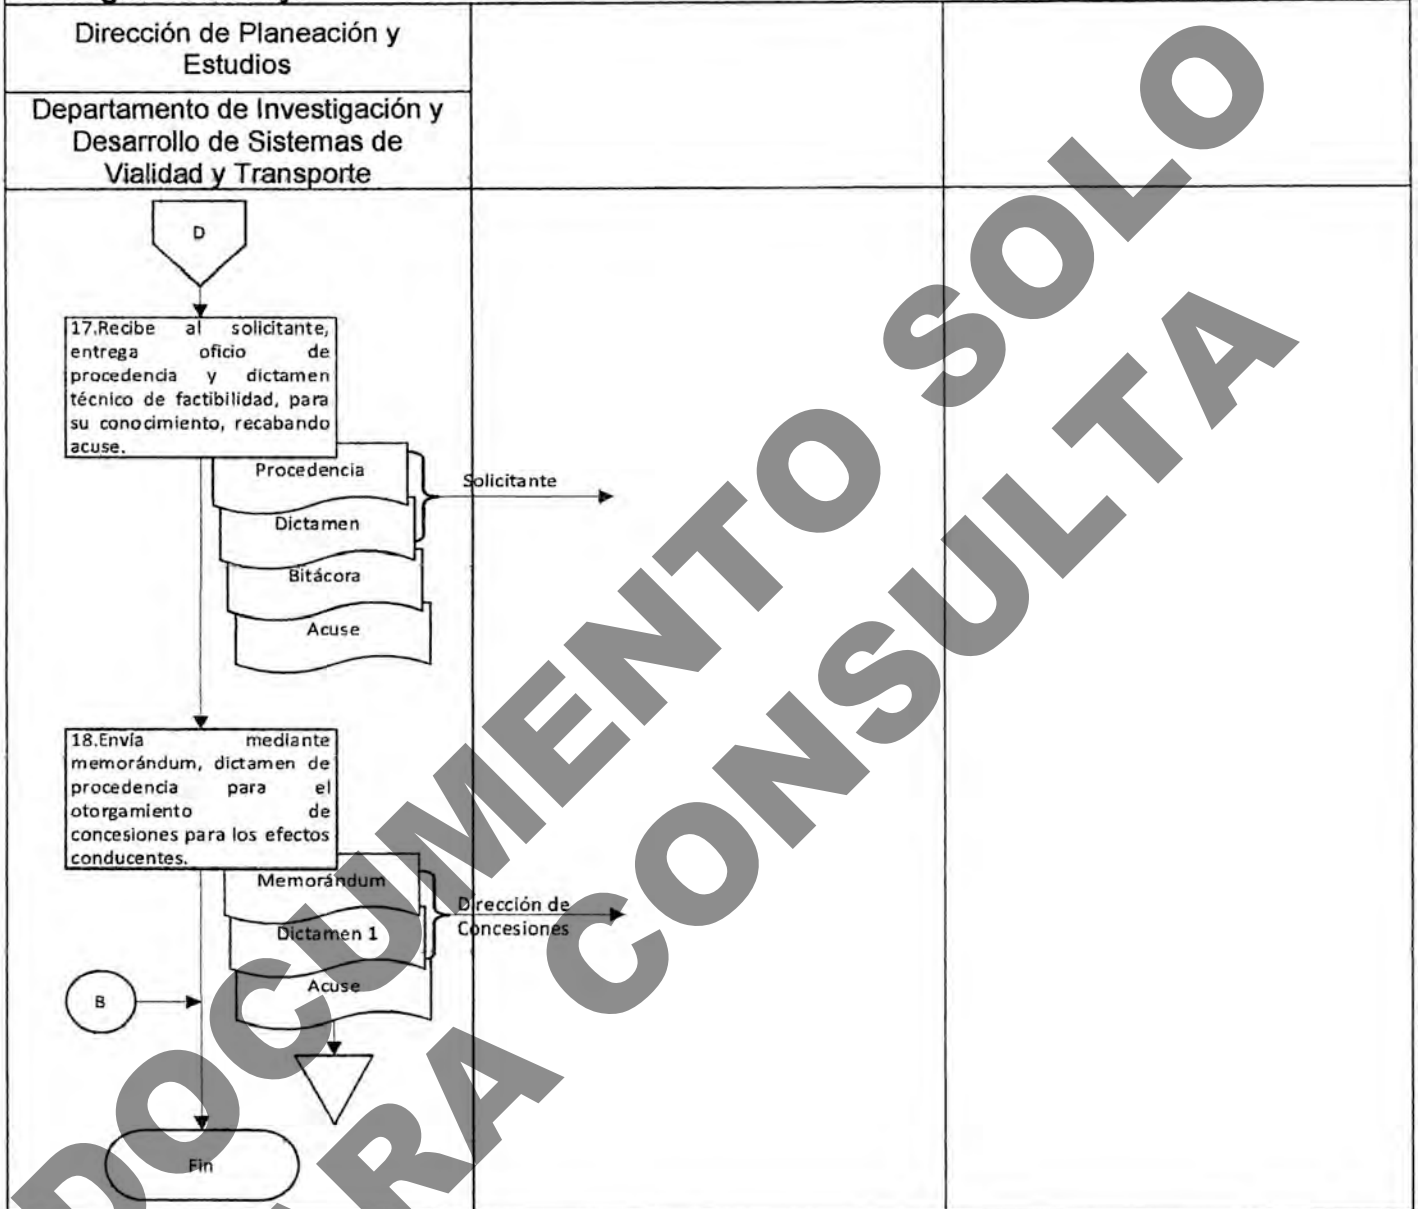 Dirección de Planeación y
Estudios
Departamento de Investigación y
Desarrollo de Sistemas de
Vialidad y Transporte
D
17.Recibe al solicitante,
entrega oficio de
procedencia y dictamen
técnico de factibilidad, para
su conocimiento, recabando
acuse.
Procedencia
Solicitante
Dictamen
Bitácora
Acuse
18.Envía mediante
memorándum, dictamen de
procedencia para el
otorgamiento de
concesiones para los efectos
conducentes.
Memorándum
Dirección de
Concesiones
Dictamen 1
Acuse
B
Fin
DOCUMENTO SOLO
ARA CONSULTA